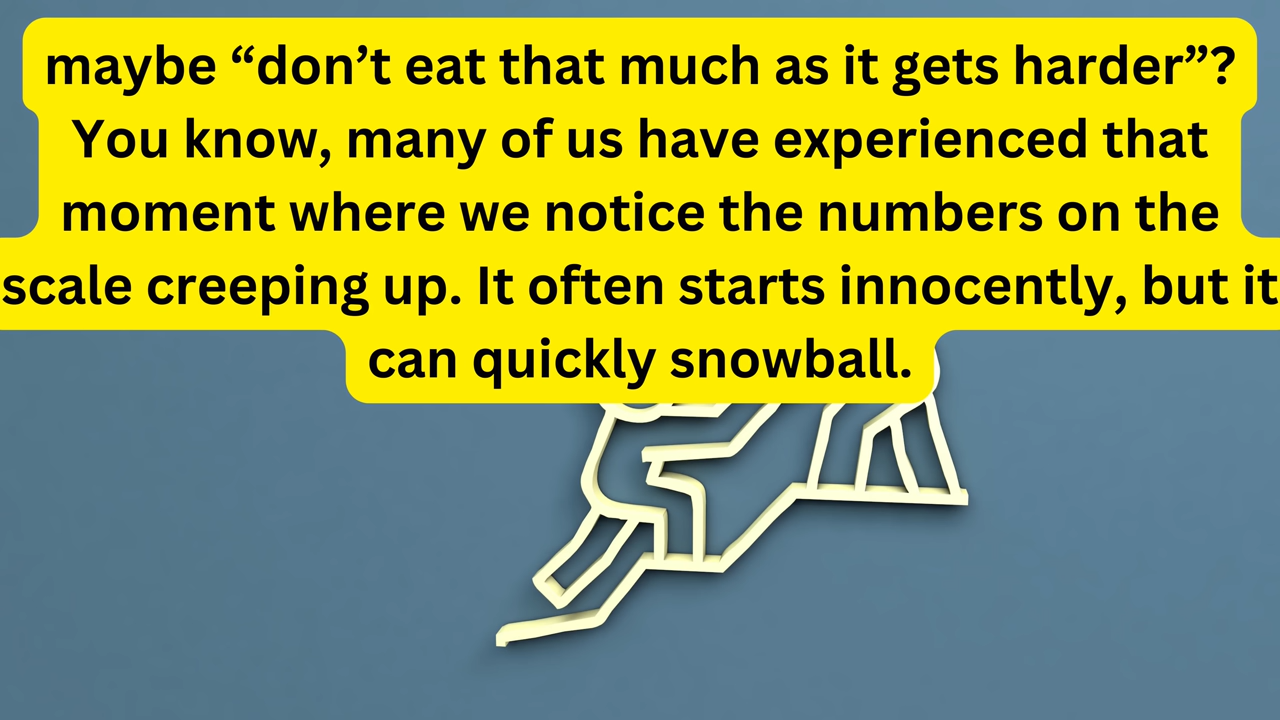 maybe “don’t eat that much as it gets harder”?
You know, many of us have experienced that
moment where we notice the numbers on the
scale creeping up. It often starts innocently, but it
can quickly snowball.